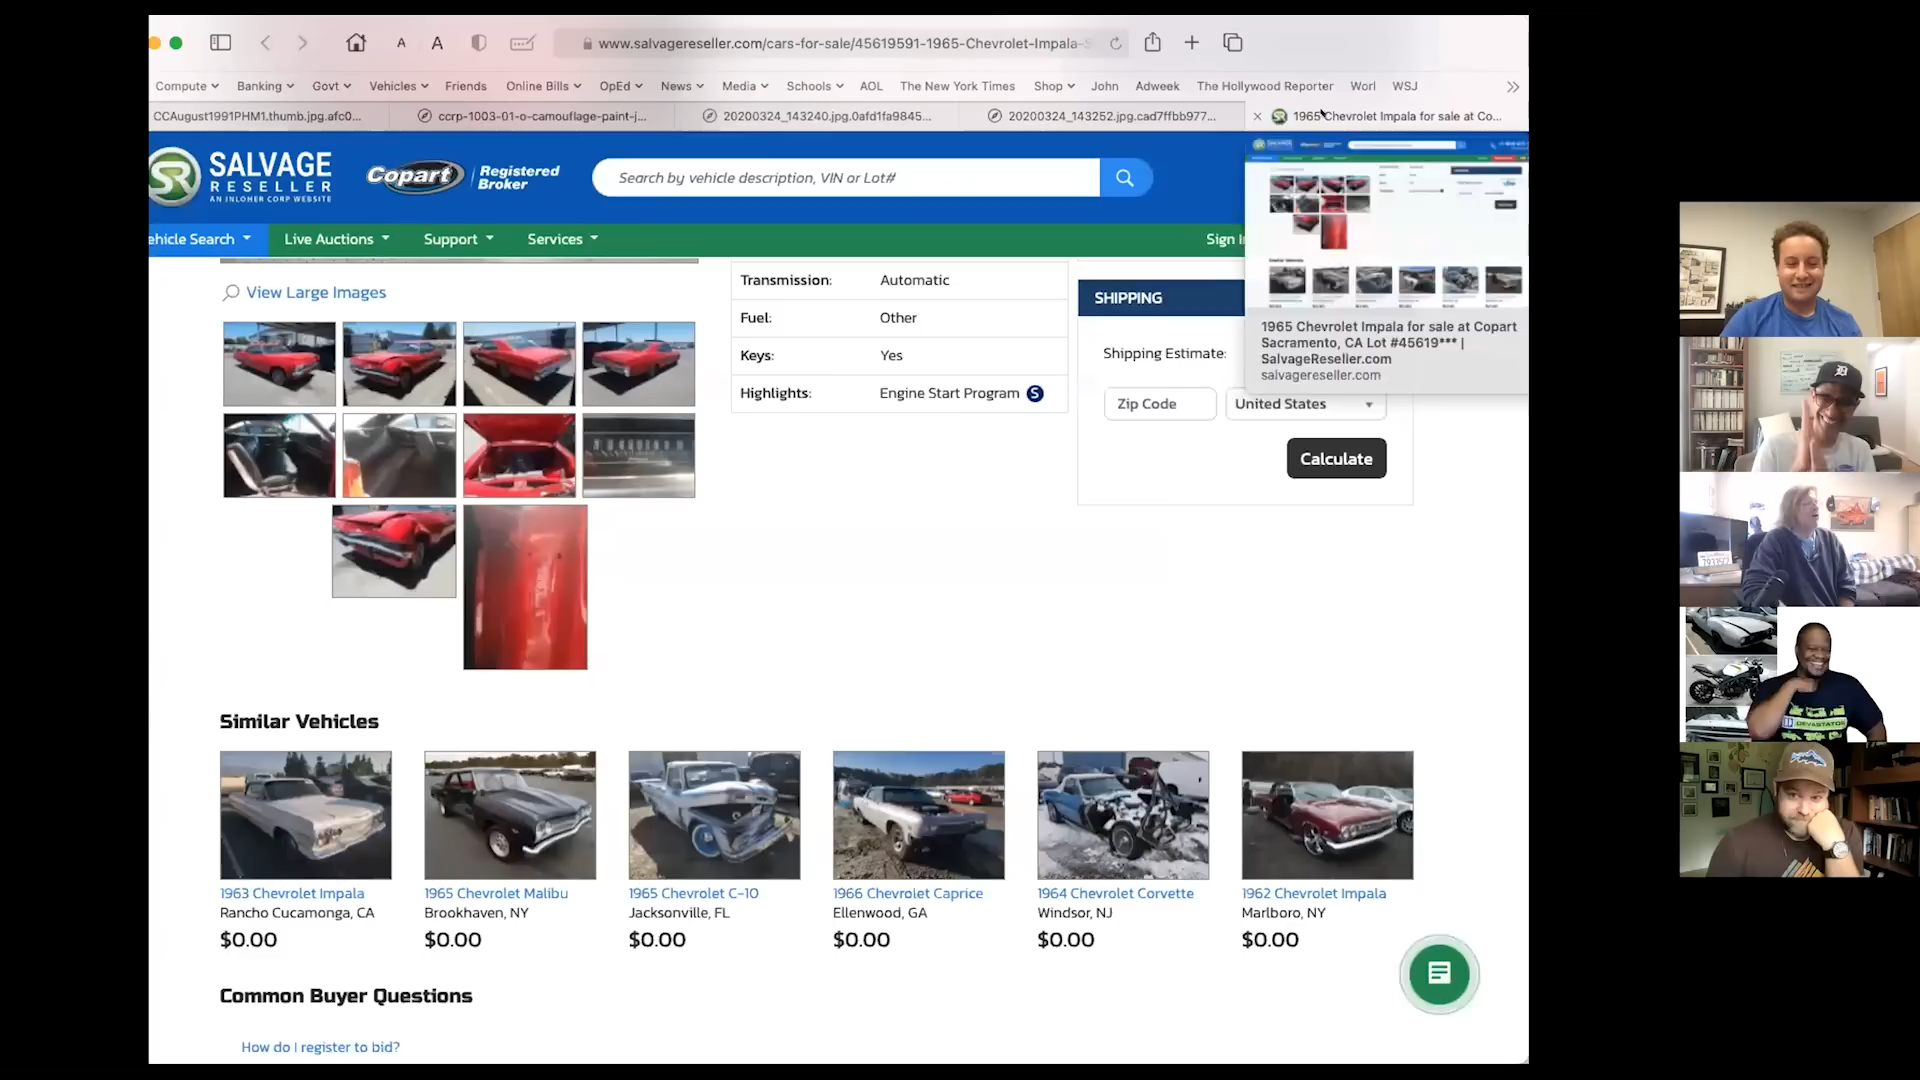 A A www.salvagereseller.com/cars-for-sale/45619591-1965-Chevrolet-Impala-S
Compute Banking Govt Vehicles Friends Online Bills OpEd News Media Schools AOL The New York Times Shop John Adweek The Hollywood Reporter Worl WSJ
CCAugust1991PHM1.thumb.jpg.afc0... ccrp-1003-01-o-camouflage-paint-j... 20200324_143240.jpg.0afd1fa9845... 20200324_143252.jpg.cad7ffbb977... 1965 Chevrolet Impala for sale at Co...
SALVAGE
RESELLER
AN INLOHER CORP WEBSITE
Copart Registered
Broker
Search by vehicle description, VIN or Lot#
ehicle Search Live Auctions Support Services Sign I
View Large Images
Transmission: Automatic
Fuel: Other
Keys: Yes
Highlights: Engine Start Program S
SHIPPING
Shipping Estimate:
Zip Code United States
Calculate
1965 Chevrolet Impala for sale at Copart
Sacramento, CA Lot #45619*** |
SalvageReseller.com
salvagereseller.com
Similar Vehicles
1963 Chevrolet Impala
Rancho Cucamonga, CA
$0.00
1965 Chevrolet Malibu
Brookhaven, NY
$0.00
1965 Chevrolet C-10
Jacksonville, FL
$0.00
1966 Chevrolet Caprice
Ellenwood, GA
$0.00
1964 Chevrolet Corvette
Windsor, NJ
$0.00
1962 Chevrolet Impala
Marlboro, NY
$0.00
Common Buyer Questions
How do I register to bid?
DEVASTATOR